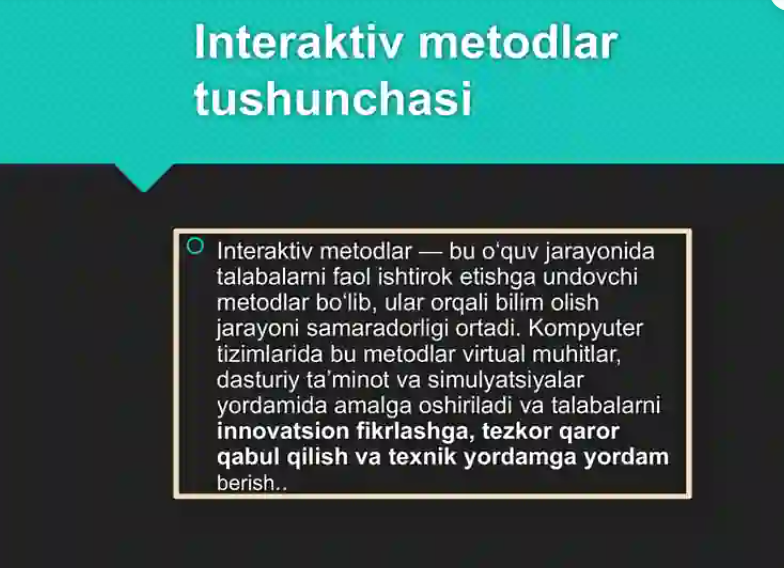 Interaktiv metodlar
tushunchasi
Interaktiv metodlar — bu o‘quv jarayonida
talabalarni faol ishtirok etishga undovchi
metodlar bo‘lib, ular orqali bilim olish
jarayoni samaradorligi ortadi. Kompyuter
tizimlarida bu metodlar virtual muhitlar,
dasturiy ta’minot va simulyatsiyalar
yordamida amalga oshiriladi va talabalarni
innovatsion fikrlashga, tezkor qaror
qabul qilish va texnik yordamga yordam
berish..